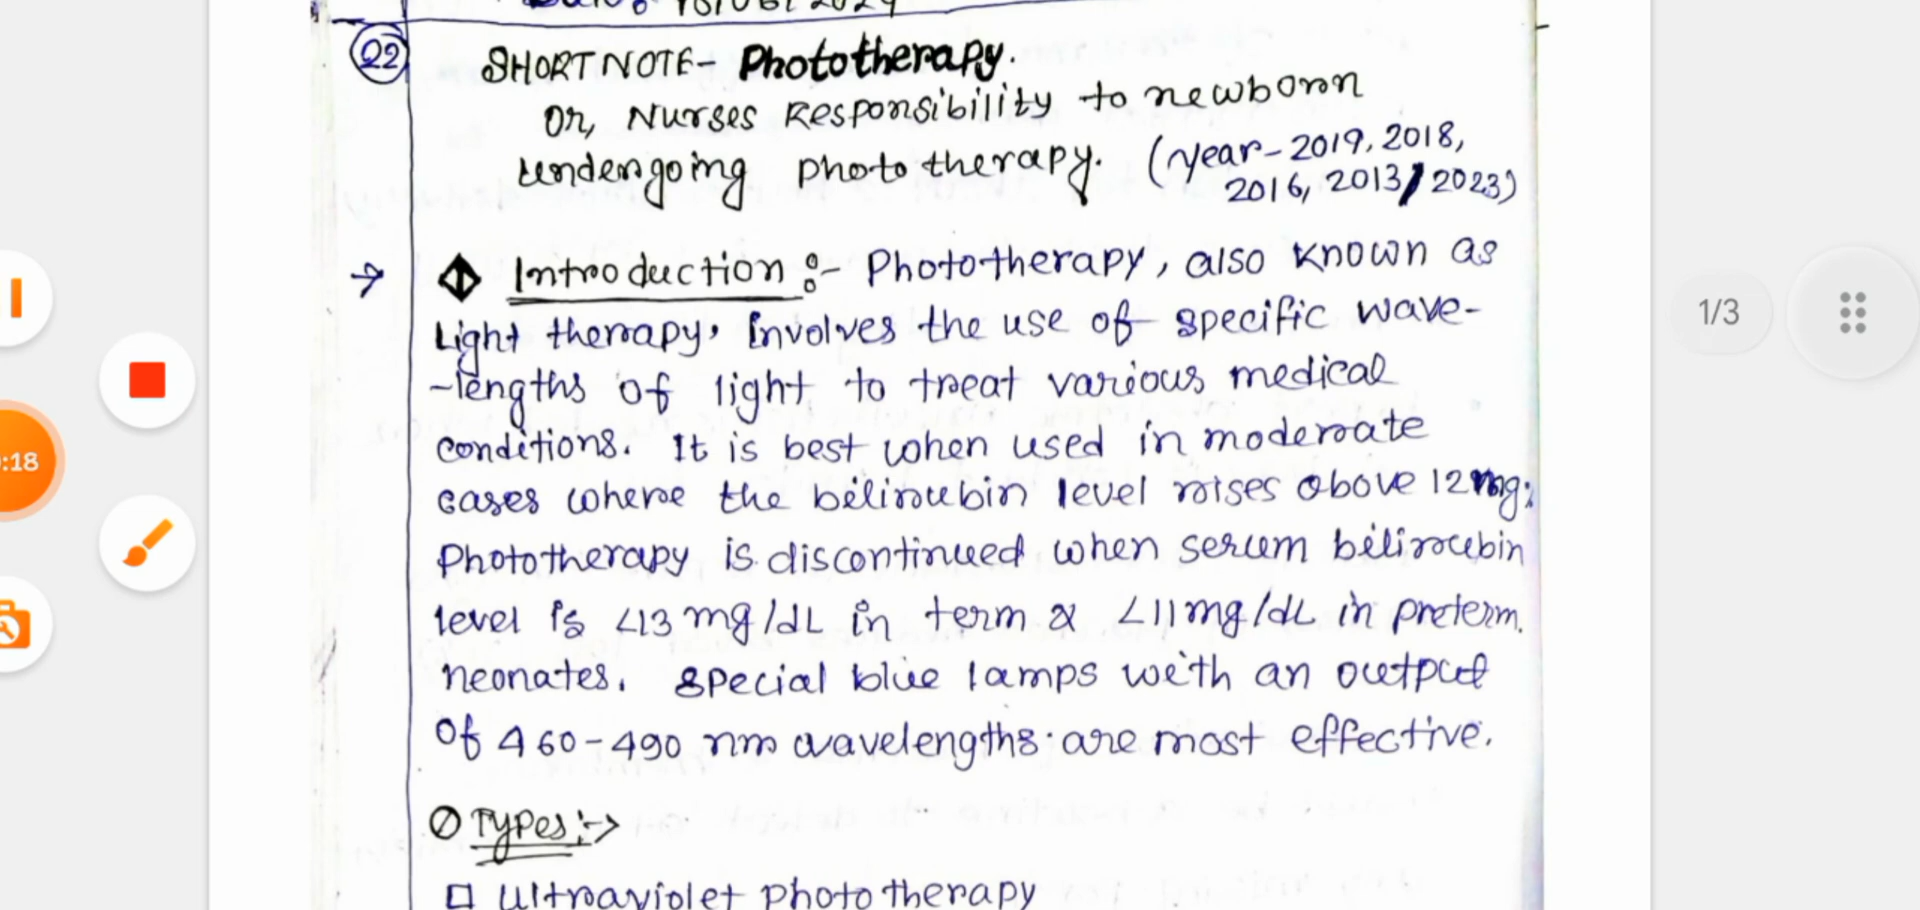 Q2
SHORT NOTE- Phototherapy.
Or, Nurses Responsibility to newborn
undergoing phototherapy. (year-2019, 2018,
2016, 2013/2023)
→ Introduction :- Phototherapy, also known as
Light therapy, Involves the use of specific wave-
-lengths of light to treat various medical
conditions. It is best when used in moderate
cases where the bilirubin level raises above 12 mg;
Phototherapy is discontinued when serum bilirubin
level is <13 mg/dL in term & <11 mg/dL in preterm.
neonates. special blue lamps with an output
Of 460-490 nm wavelengths are most effective.
Types :->
Ultraviolet Phototherapy
:18
1/3